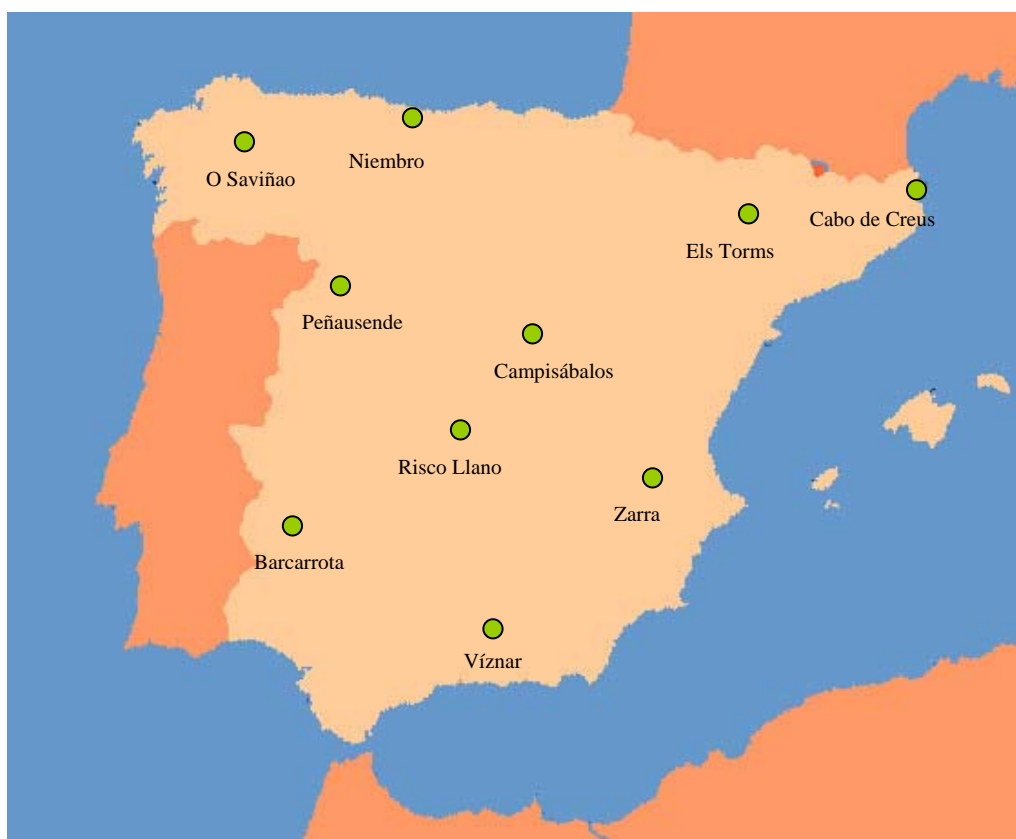 Niembro
O Saviñao
Cabo de Creus
Els Torms
Peñausende
Campisábalos
Risco Llano
Zarra
Barcarrota
Víznar